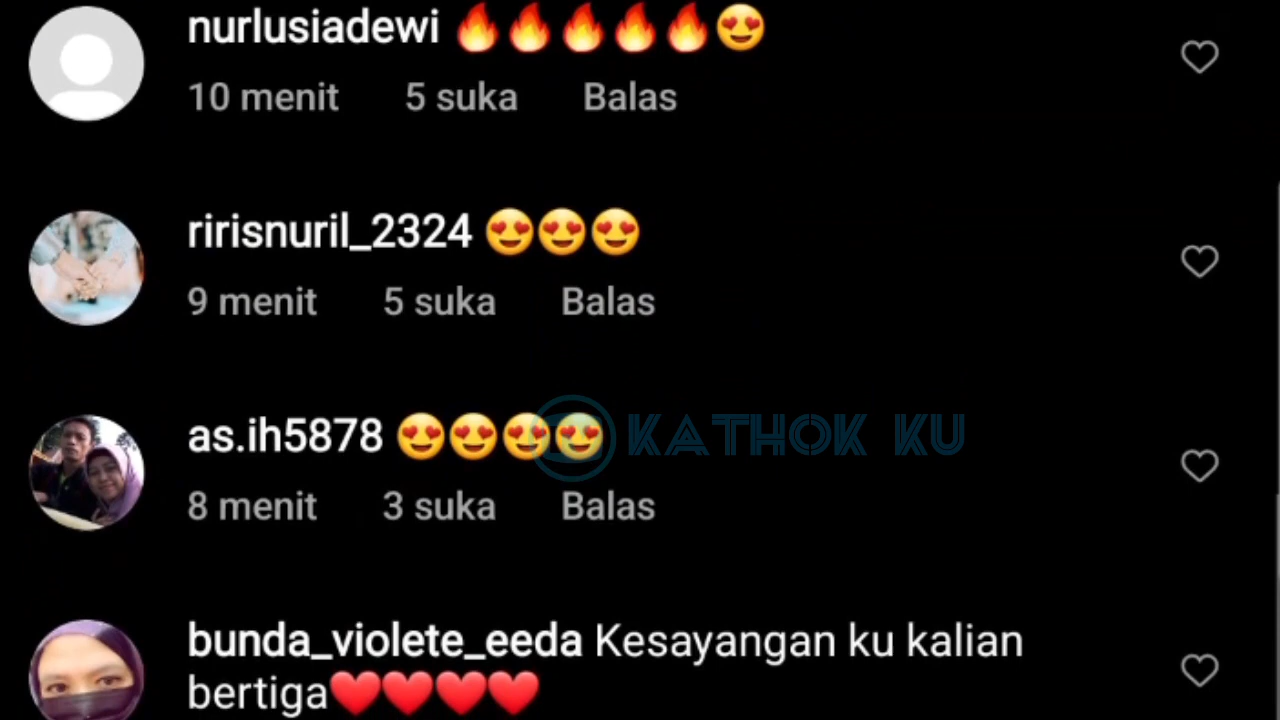 nurlusiadewi 🔥🔥🔥🔥🔥😍
10 menit 5 suka Balas
ririsnuril_2324 😍😍😍
9 menit 5 suka Balas
as.ih5878 😍😍😍😍
KATHOK KU
8 menit 3 suka Balas
bunda_violete_eeda Kesayangan ku kalian
bertiga❤️❤️❤️❤️